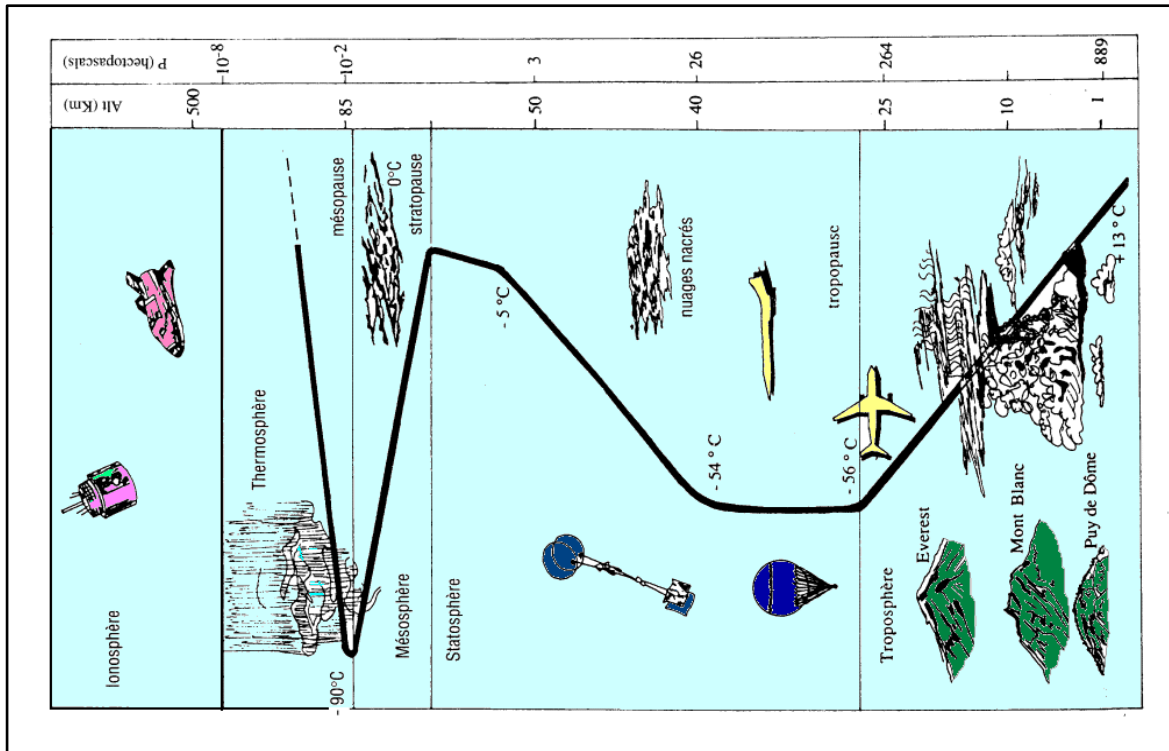 Alt (Km)
P (hectopascals)
Ionosphère
500
10-8
Thermosphère
- 90°C
mésopause
85
10-2
Mésosphère
0°C
stratopause
Statosphère
- 5 °C
50
3
nuages nacrés
- 54 ° C
40
26
tropopausc
- 56 ° C
25
264
Troposphère
Everest
Mont Blanc
10
Puy de Dôme
+ 13 ° C
1
889